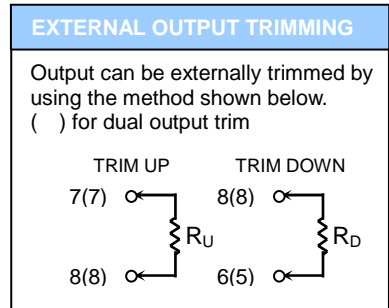 EXTERNAL OUTPUT TRIMMING
Output can be externally trimmed by
using the method shown below.
( ) for dual output trim
TRIM UP TRIM DOWN
7(7) 8(8)
RU RD
8(8) 6(5)